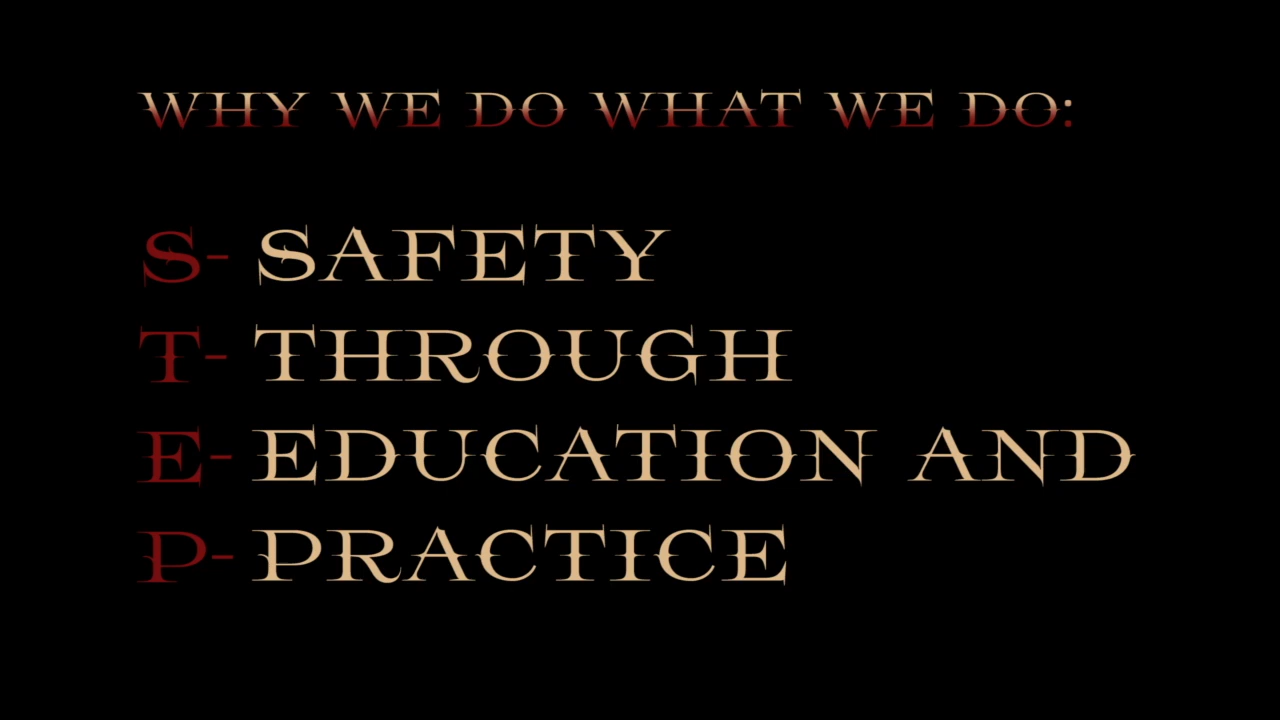 WHY WE DO WHAT WE DO:
S- SAFETY
T- THROUGH
E- EDUCATION AND
P- PRACTICE